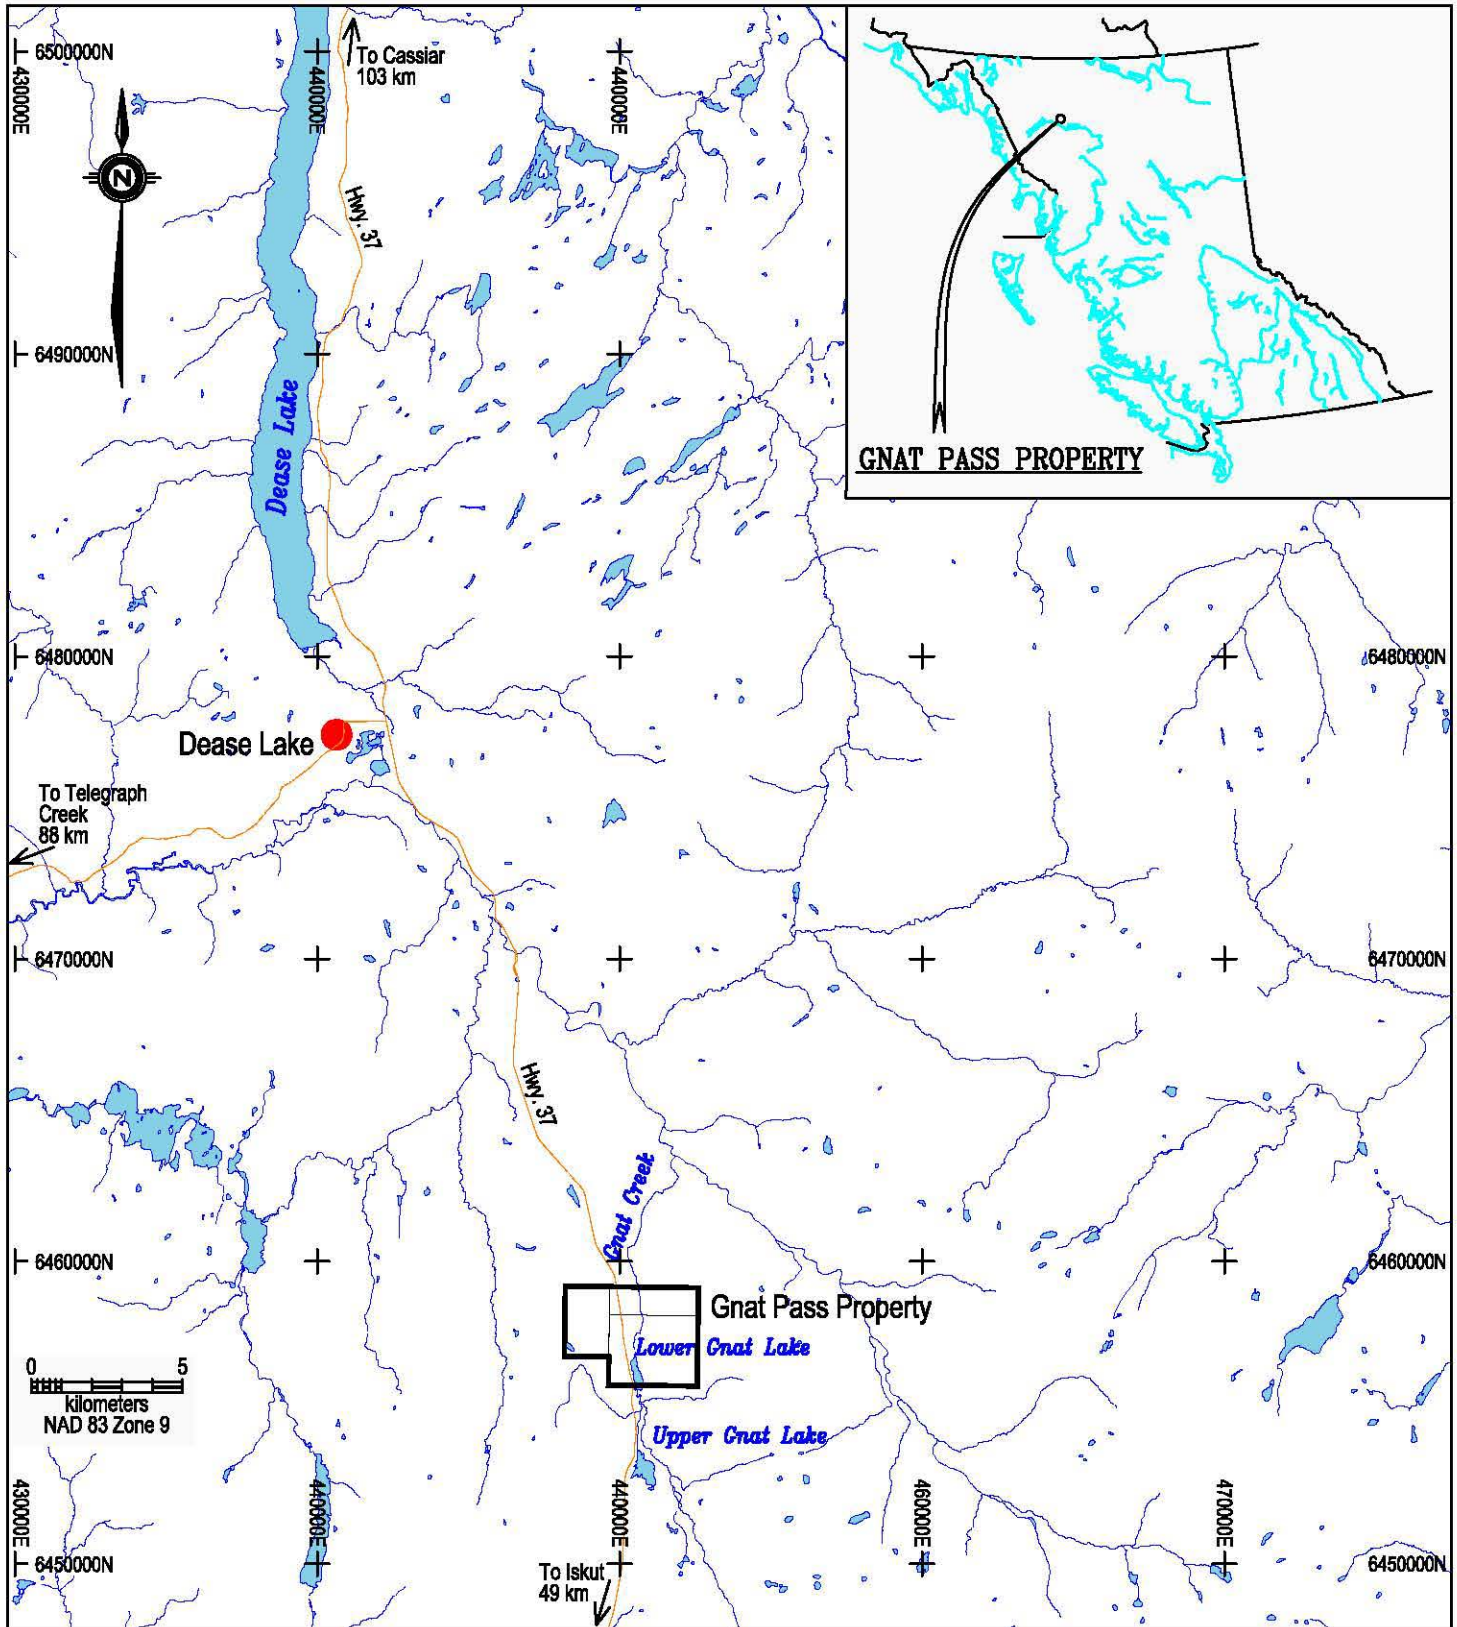 6500000N
430000E
440000E
440000E
To Cassiar
103 km
N
Hwy. 37
GNAT PASS PROPERTY
6490000N
Dease Lake
6480000N
6480000N
Dease Lake
To Telegraph
Creek
88 km
6470000N
6470000N
Hwy. 37
Gnat Creek
6460000N
6460000N
Gnat Pass Property
Lower Gnat Lake
0 5
kilometers
NAD 83 Zone 9
Upper Gnat Lake
430000E
440000E
440000E
460000E
470000E
6450000N
6450000N
To Iskut
49 km